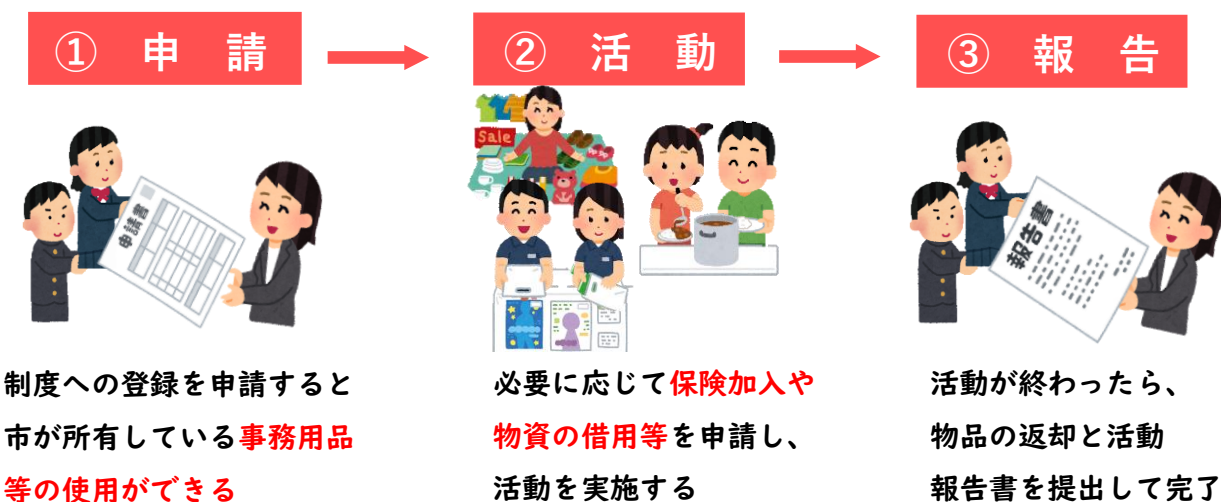 ① 申 請
② 活 動
③ 報 告
Sale
申請書
報告書
制度への登録を申請すると
市が所有している事務用品
等の使用ができる
必要に応じて保険加入や
物資の借用等を申請し、
活動を実施する
活動が終わったら、
物品の返却と活動
報告書を提出して完了